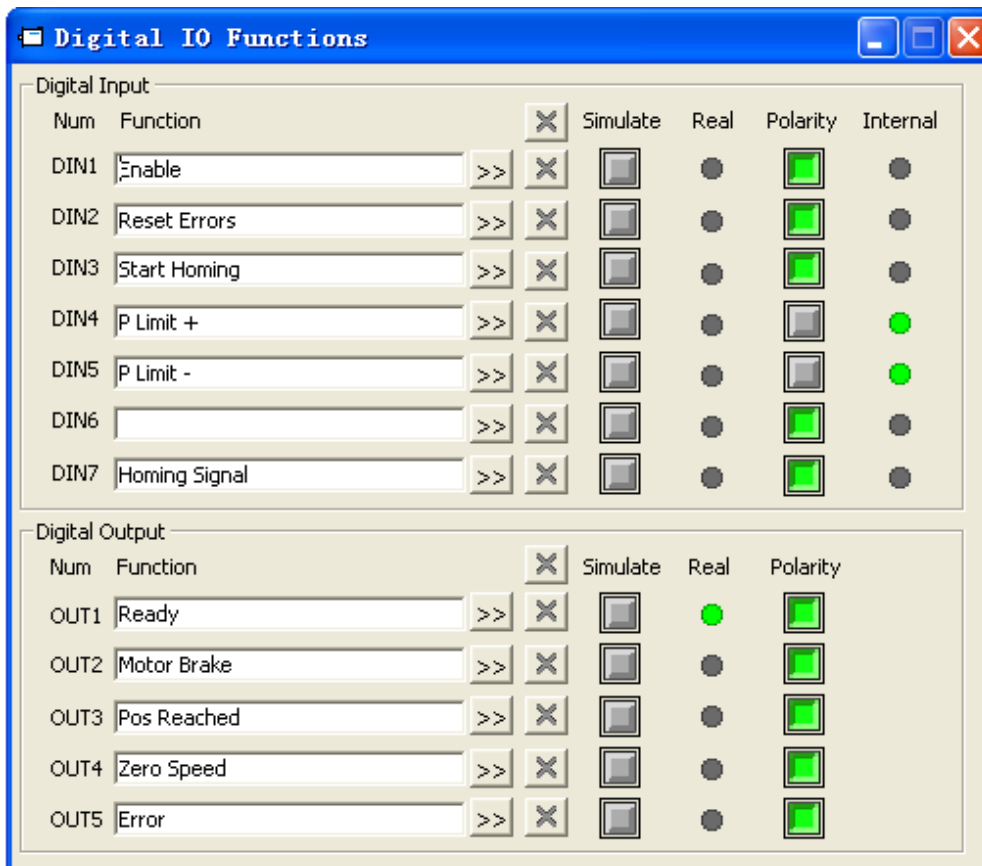 Digital IO Functions
Digital Input
Num Function Simulate Real Polarity Internal
DIN1 Enable >>
DIN2 Reset Errors >>
DIN3 Start Homing >>
DIN4 P Limit + >>
DIN5 P Limit - >>
DIN6 >>
DIN7 Homing Signal >>
Digital Output
Num Function Simulate Real Polarity
OUT1 Ready >>
OUT2 Motor Brake >>
OUT3 Pos Reached >>
OUT4 Zero Speed >>
OUT5 Error >>